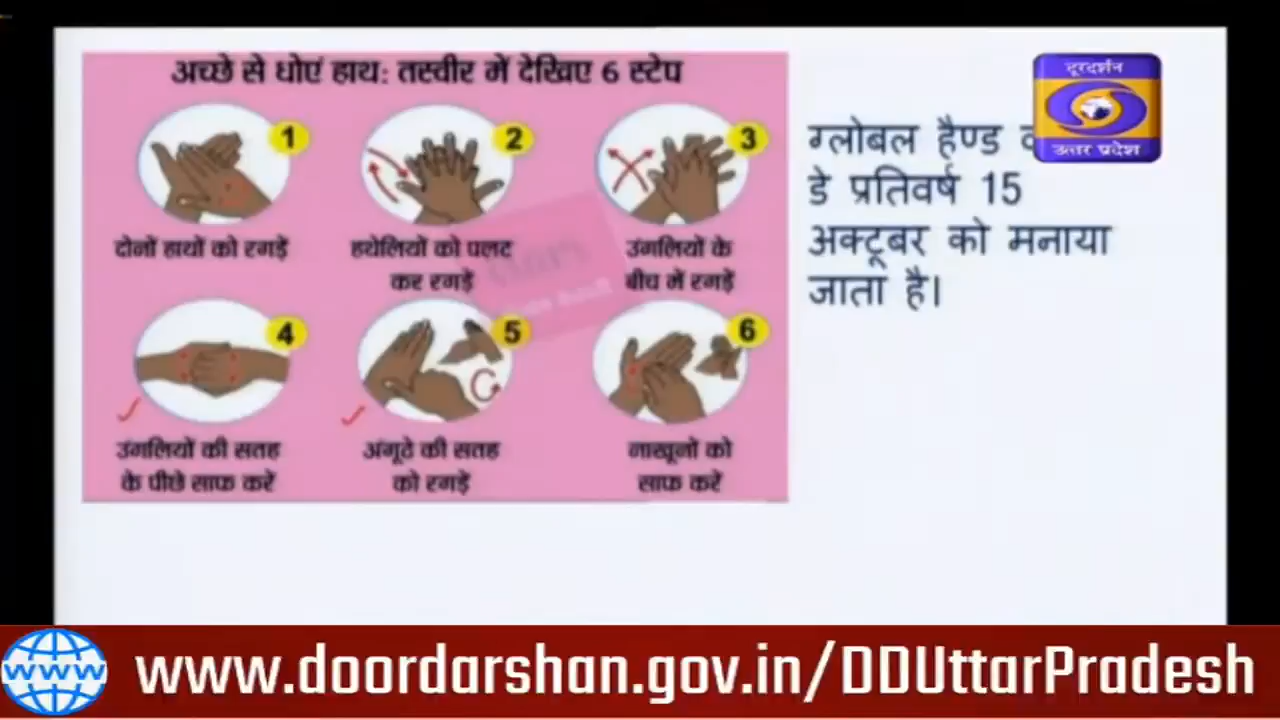 अच्छे से धोएं हाथ: तस्वीर में देखिए 6 स्टेप
1
दोनों हाथों को रगड़ें
2
हथेलियों को पलट
कर रगड़ें
3
उंगलियों के
बीच में रगड़ें
4
उंगलियों की सतह
के पीछे साफ करें
5
अंगूठे की सतह
को रगड़ें
6
नाखूनों को
साफ करें
ग्लोबल हैण्ड
डे प्रतिवर्ष 15
अक्टूबर को मनाया
जाता है।
दूरदर्शन
उत्तर प्रदेश
www
www.doordarshan.gov.in/DDUttarPradesh